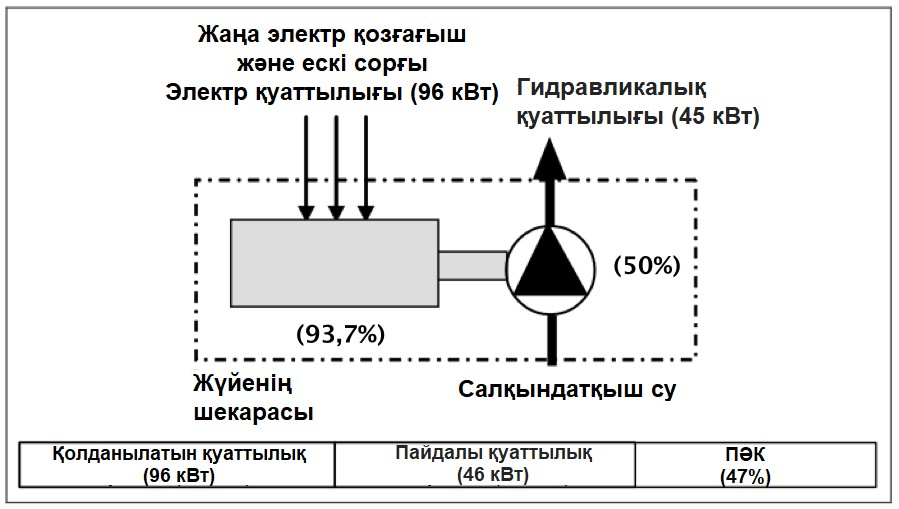 Жаңа электр қозғағыш
және ескі сорғы
Электр қуаттылығы (96 кВт)
Гидравликалық
қуаттылығы (45 кВт)
(50%)
(93,7%)
Жүйенің
шекарасы
Салқындатқыш су
Қолданылатын қуаттылық
(96 кВт)
Пайдалы қуаттылық
(46 кВт)
ПӘК
(47%)